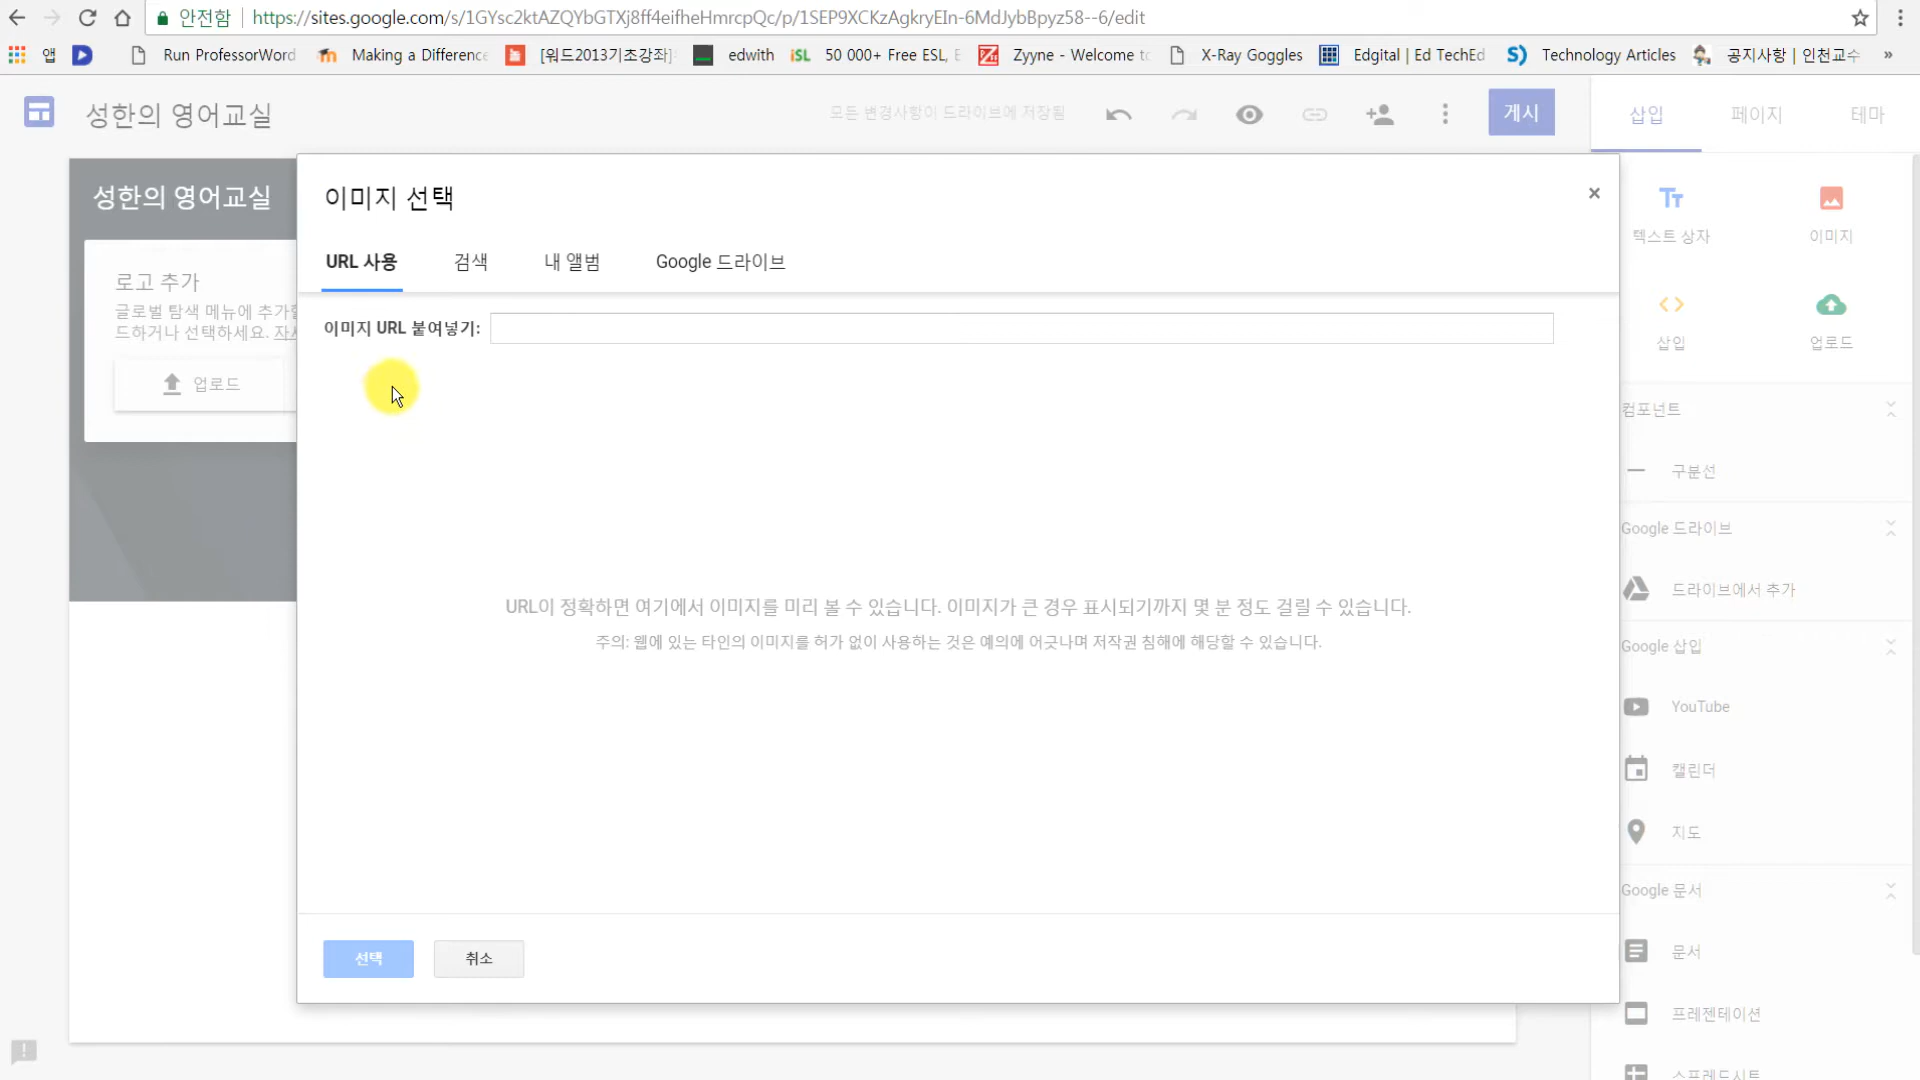 안전함 https://sites.google.com/s/1GYsc2ktAZQYbGTXj8ff4eifheHmrcpQc/p/1SEP9XCKzAgkryEIn-6MdJybBpyz58--6/edit
앱 Run ProfessorWord Making a Difference [워드2013기초강좌] edwith iSL 50 000+ Free ESL, E Zyyne - Welcome to X-Ray Goggles Edgital | Ed TechEd Technology Articles 공지사항 | 인천교수 »
성한의 영어교실 모든 변경사항이 드라이브에 저장됨 게시 삽입 페이지 테마
성한의 영어교실
로고 추가
글로벌 탐색 메뉴에 추가할
드하거나 선택하세요.
업로드
이미지 선택
URL 사용 검색 내 앨범 Google 드라이브
이미지 URL 붙여넣기:
URL이 정확하면 여기에서 이미지를 미리 볼 수 있습니다. 이미지가 큰 경우 표시되기까지 몇 분 정도 걸릴 수 있습니다.
주의: 웹에 있는 타인의 이미지를 허가 없이 사용하는 것은 예의에 어긋나며 저작권 침해에 해당할 수 있습니다.
선택 취소
텍스트 상자 이미지
삽입 업로드
컴포넌트
구분선
Google 드라이브
드라이브에서 추가
Google 삽입
YouTube
캘린더
지도
Google 문서
문서
프레젠테이션
스프레드시트